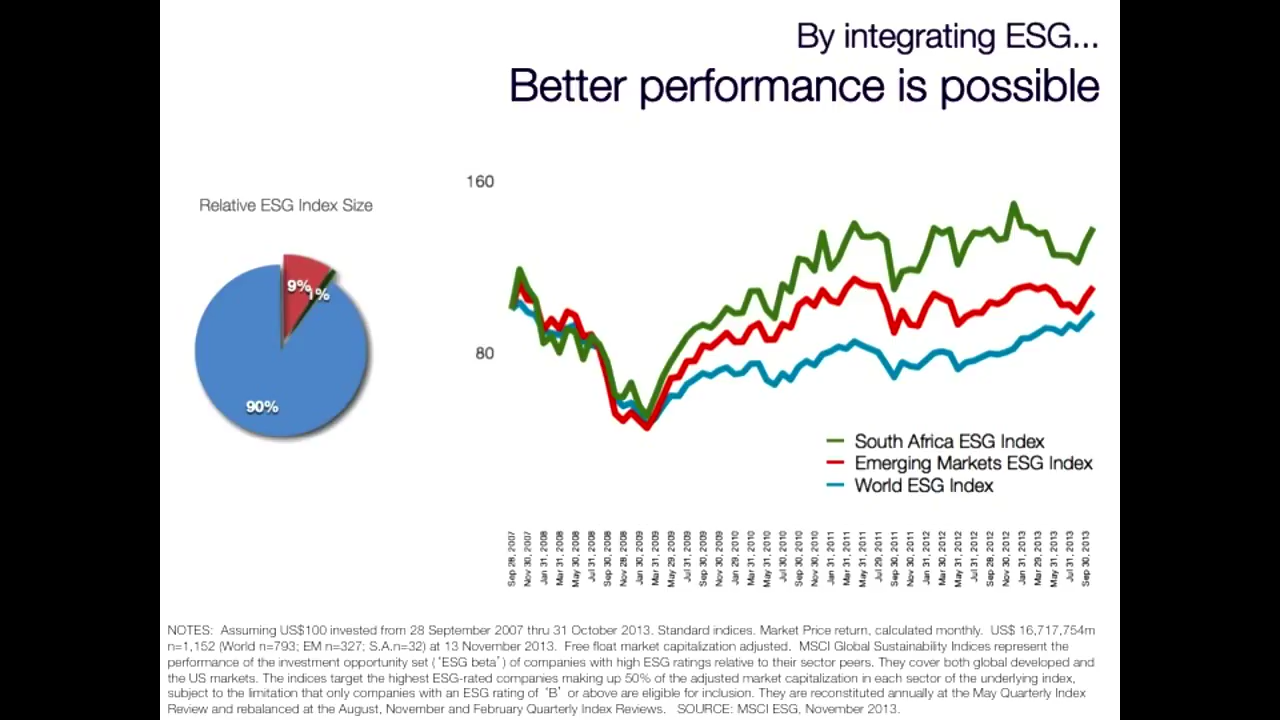 By integrating ESG...
Better performance is possible
Relative ESG Index Size
9%
1%
90%
160
80
South Africa ESG Index
Emerging Markets ESG Index
World ESG Index
Sep 28, 2007
Nov 30, 2007
Jan 31, 2008
Mar 31, 2008
May 30, 2008
Jul 31, 2008
Sep 30, 2008
Nov 28, 2008
Jan 30, 2009
Mar 31, 2009
May 29, 2009
Jul 31, 2009
Sep 30, 2009
Nov 30, 2009
Jan 29, 2010
Mar 31, 2010
May 31, 2010
Jul 30, 2010
Sep 30, 2010
Nov 30, 2010
Jan 31, 2011
Mar 31, 2011
May 31, 2011
Jul 29, 2011
Sep 30, 2011
Nov 30, 2011
Jan 31, 2012
Mar 30, 2012
May 31, 2012
Jul 31, 2012
Sep 28, 2012
Nov 30, 2012
Jan 31, 2013
Mar 29, 2013
May 31, 2013
Jul 31, 2013
Sep 30, 2013
NOTES: Assuming US$100 invested from 28 September 2007 thru 31 October 2013. Standard indices. Market Price return, calculated monthly. US$ 16,717,754m
n=1,152 (World n=793; EM n=327; S.A.n=32) at 13 November 2013. Free float market capitalization adjusted. MSCI Global Sustainability Indices represent the
performance of the investment opportunity set (‘ESG beta’) of companies with high ESG ratings relative to their sector peers. They cover both global developed and
the US markets. The indices target the highest ESG-rated companies making up 50% of the adjusted market capitalization in each sector of the underlying index,
subject to the limitation that only companies with an ESG rating of ‘B’ or above are eligible for inclusion. They are reconstituted annually at the May Quarterly Index
Review and rebalanced at the August, November and February Quarterly Index Reviews. SOURCE: MSCI ESG, November 2013.